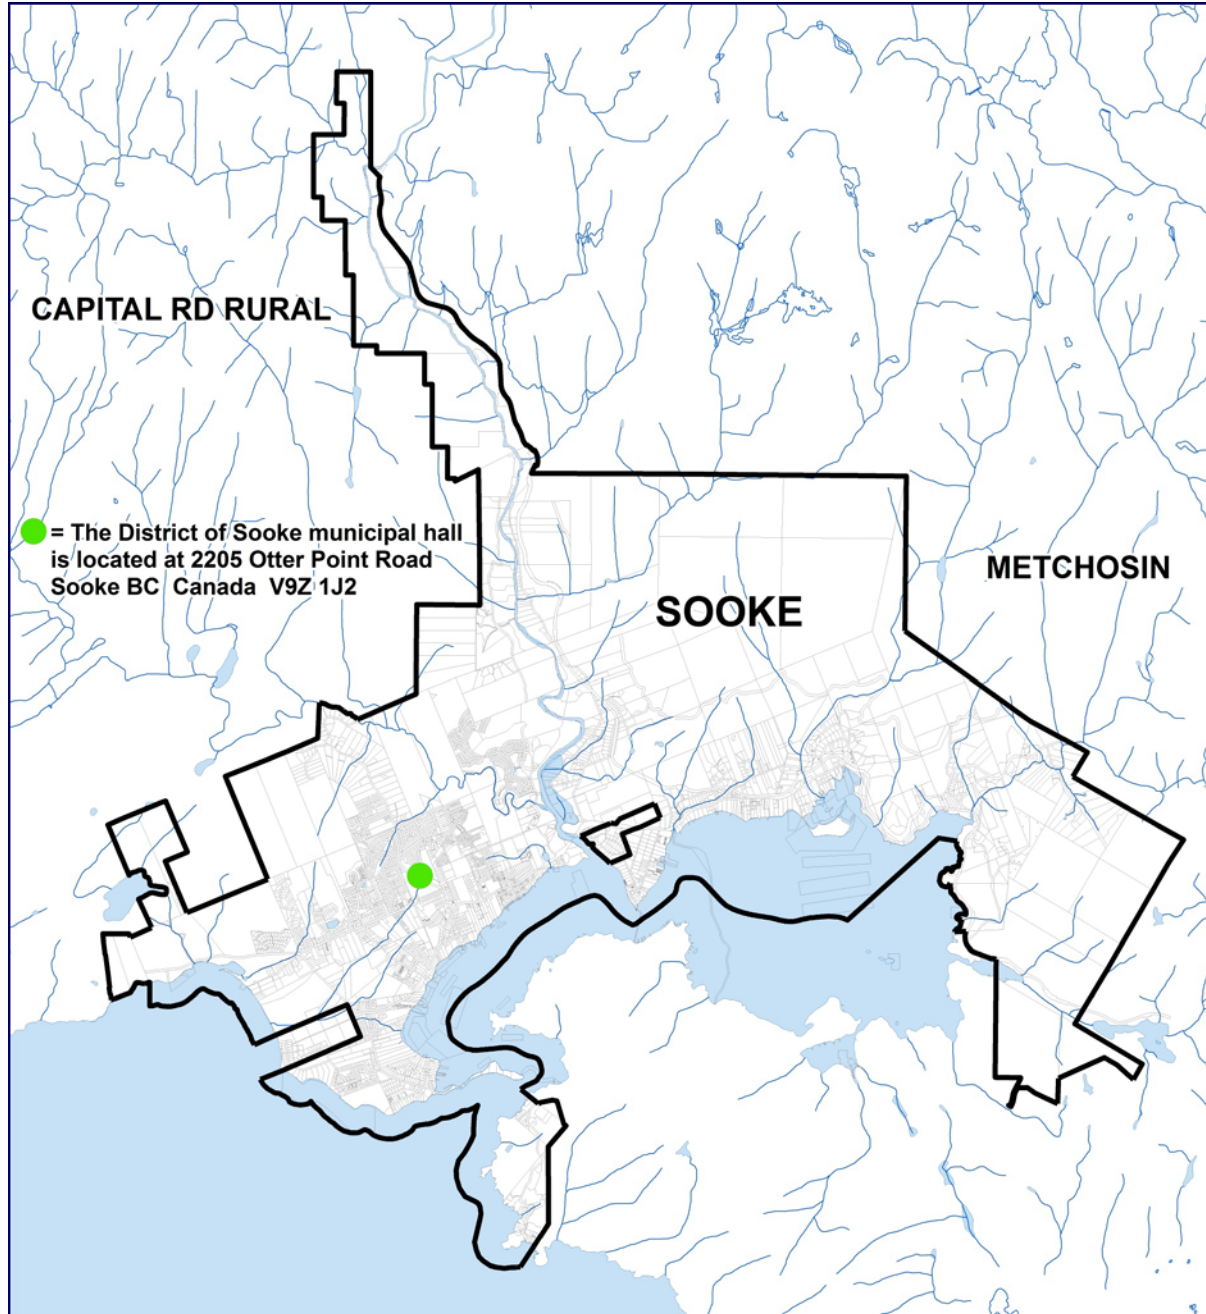 CAPITAL RD RURAL
= The District of Sooke municipal hall
is located at 2205 Otter Point Road
Sooke BC Canada V9Z 1J2
METCHOSIN
SOOKE